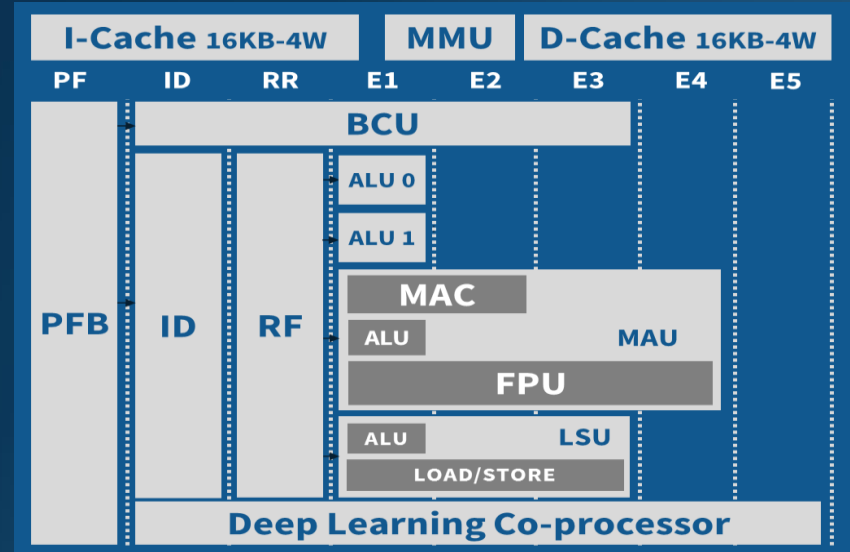 I-Cache 16KB-4W MMU D-Cache 16KB-4W
PF ID RR E1 E2 E3 E4 E5
BCU
ALU 0
ALU 1
MAC
PFB ID RF ALU MAU
FPU
ALU LSU
LOAD/STORE
Deep Learning Co-processor